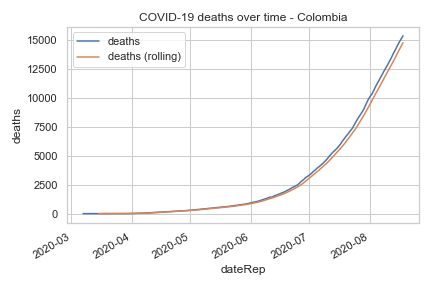 COVID-19 deaths over time - Colombia
deaths
deaths (rolling)
15000
12500
10000
7500
5000
2500
0
deaths
2020-03
2020-04
2020-05
2020-06
2020-07
2020-08
dateRep